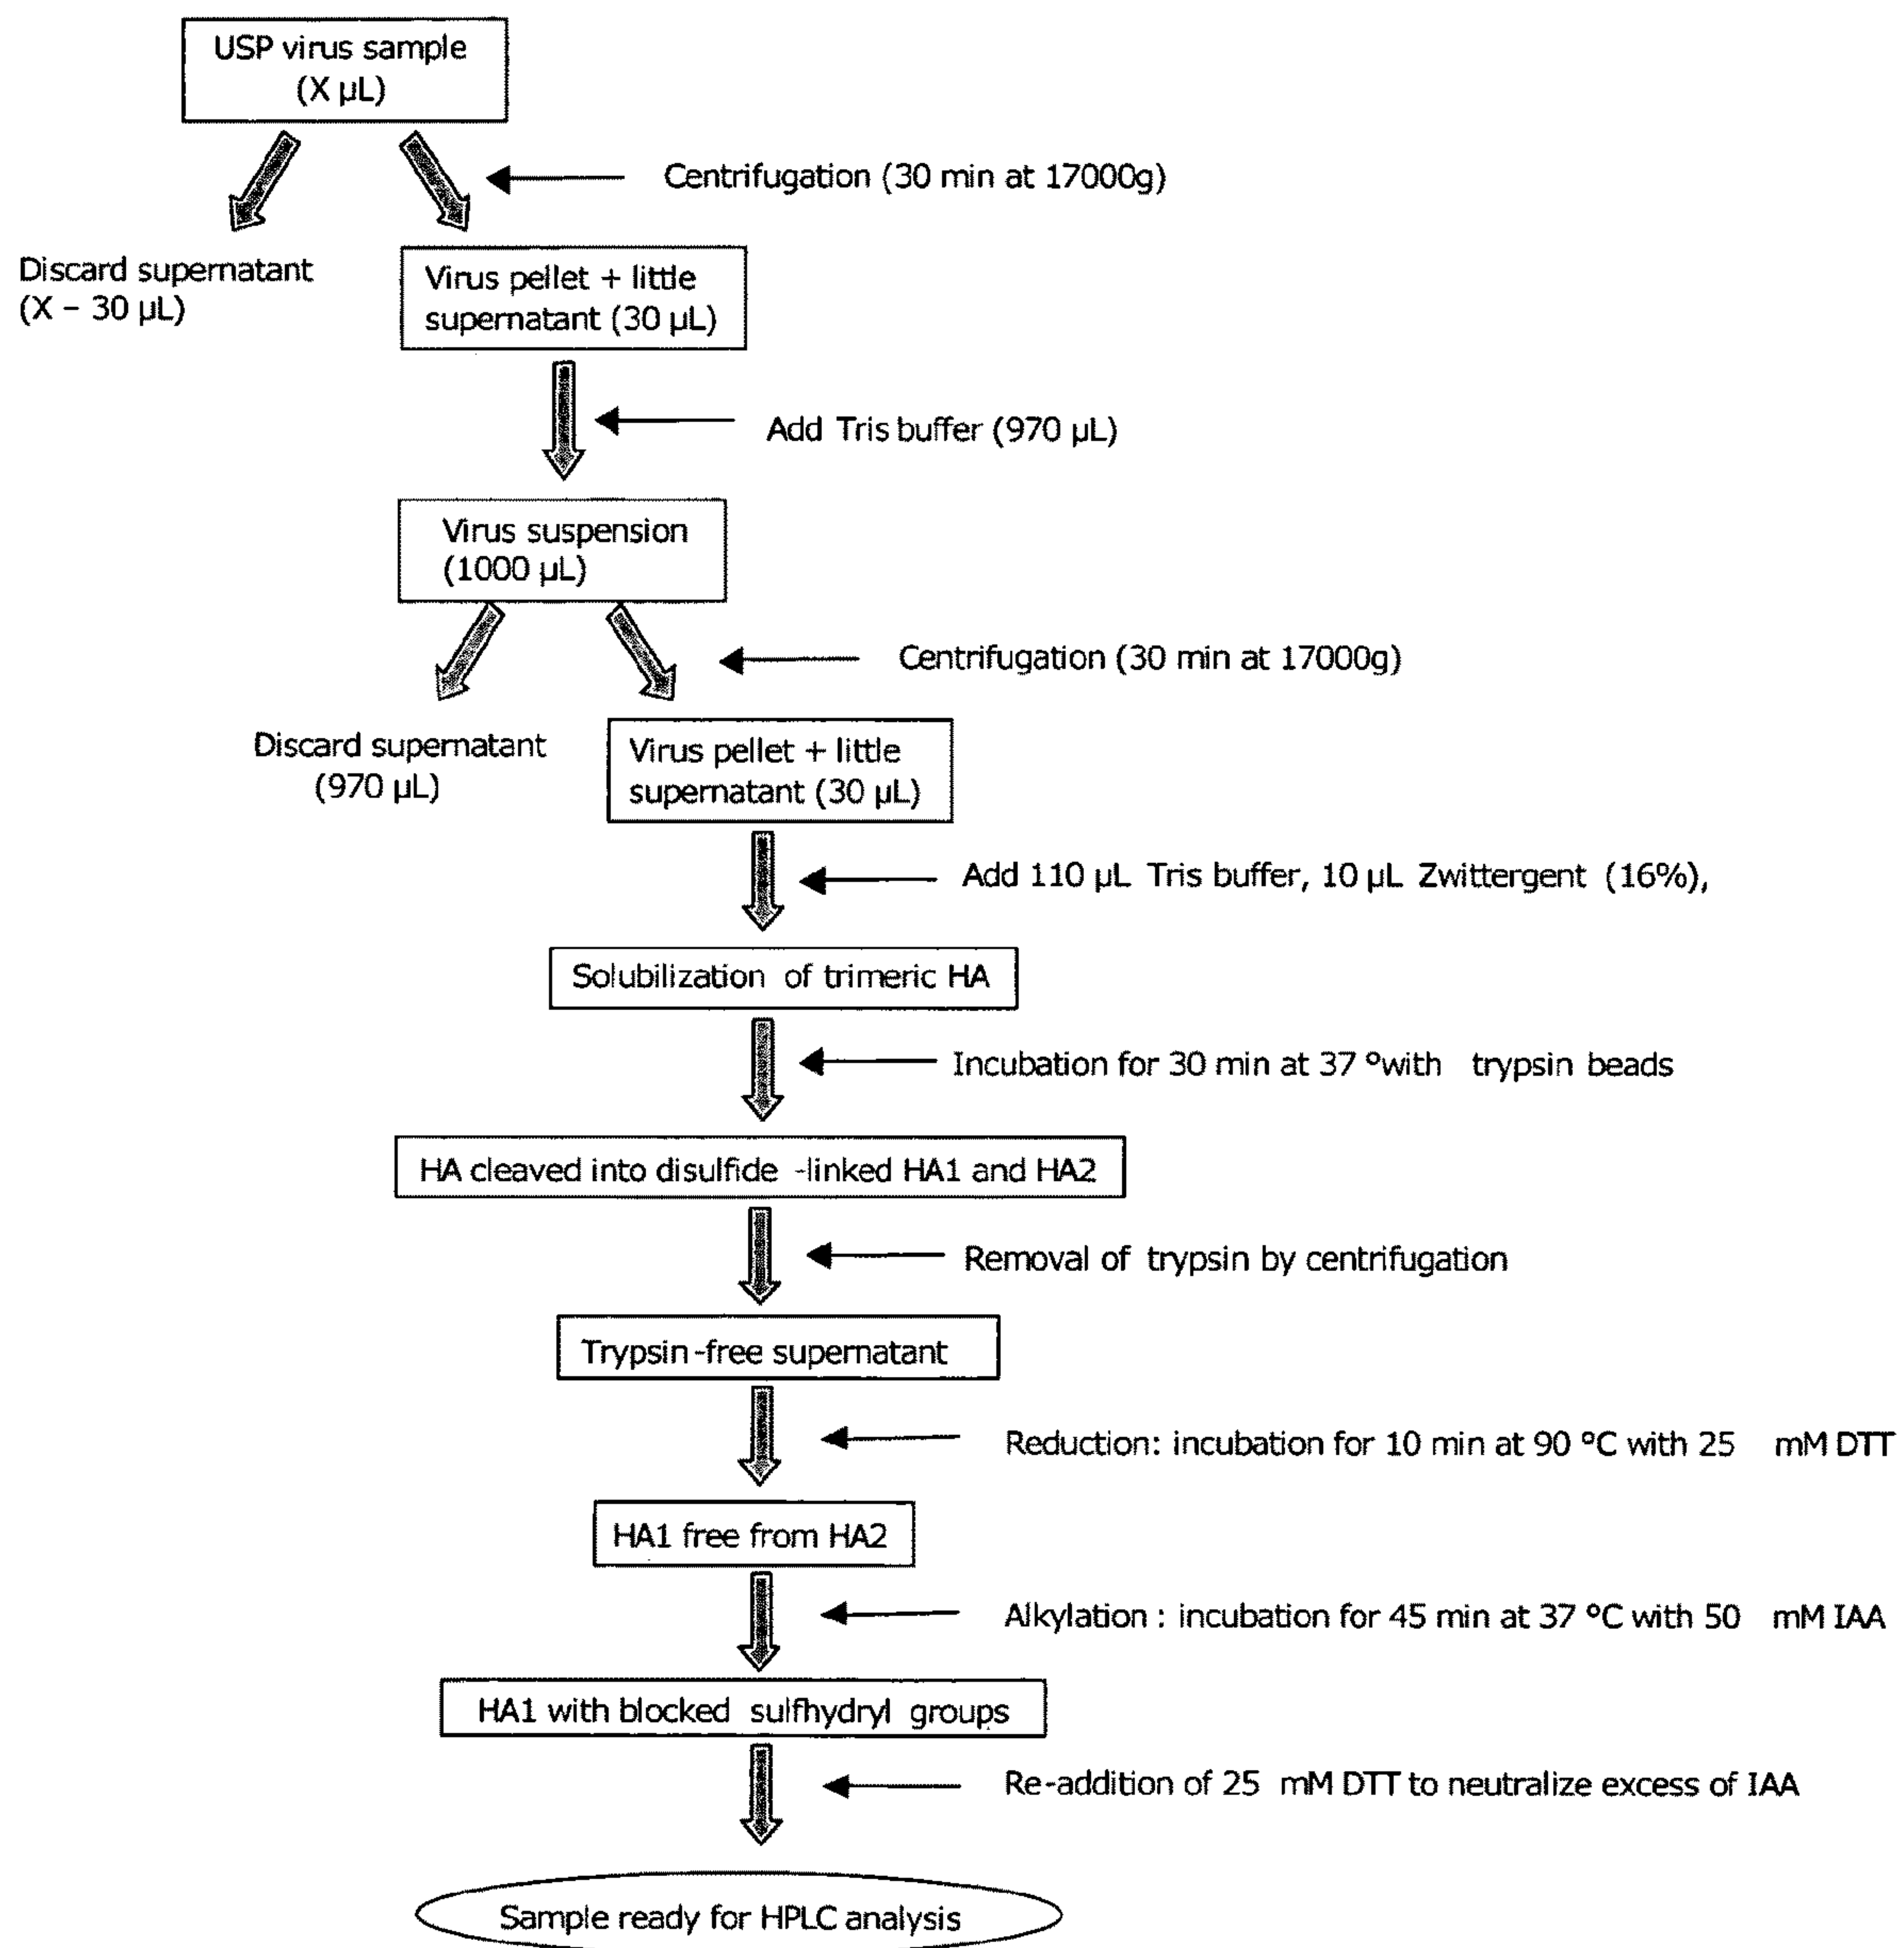 USP virus sample
(X µL)
Centrifugation (30 min at 17000g)
Discard supernatant
(X – 30 µL)
Virus pellet + little
supernatant (30 µL)
Add Tris buffer (970 µL)
Virus suspension
(1000 µL)
Centrifugation (30 min at 17000g)
Discard supernatant
(970 µL)
Virus pellet + little
supernatant (30 µL)
Add 110 µL Tris buffer, 10 µL Zwittergent (16%),
Solubilization of trimeric HA
Incubation for 30 min at 37 °with trypsin beads
HA cleaved into disulfide -linked HA1 and HA2
Removal of trypsin by centrifugation
Trypsin-free supernatant
Reduction: incubation for 10 min at 90 °C with 25 mM DTT
HA1 free from HA2
Alkylation : incubation for 45 min at 37 °C with 50 mM IAA
HA1 with blocked sulfhydryl groups
Re-addition of 25 mM DTT to neutralize excess of IAA
Sample ready for HPLC analysis